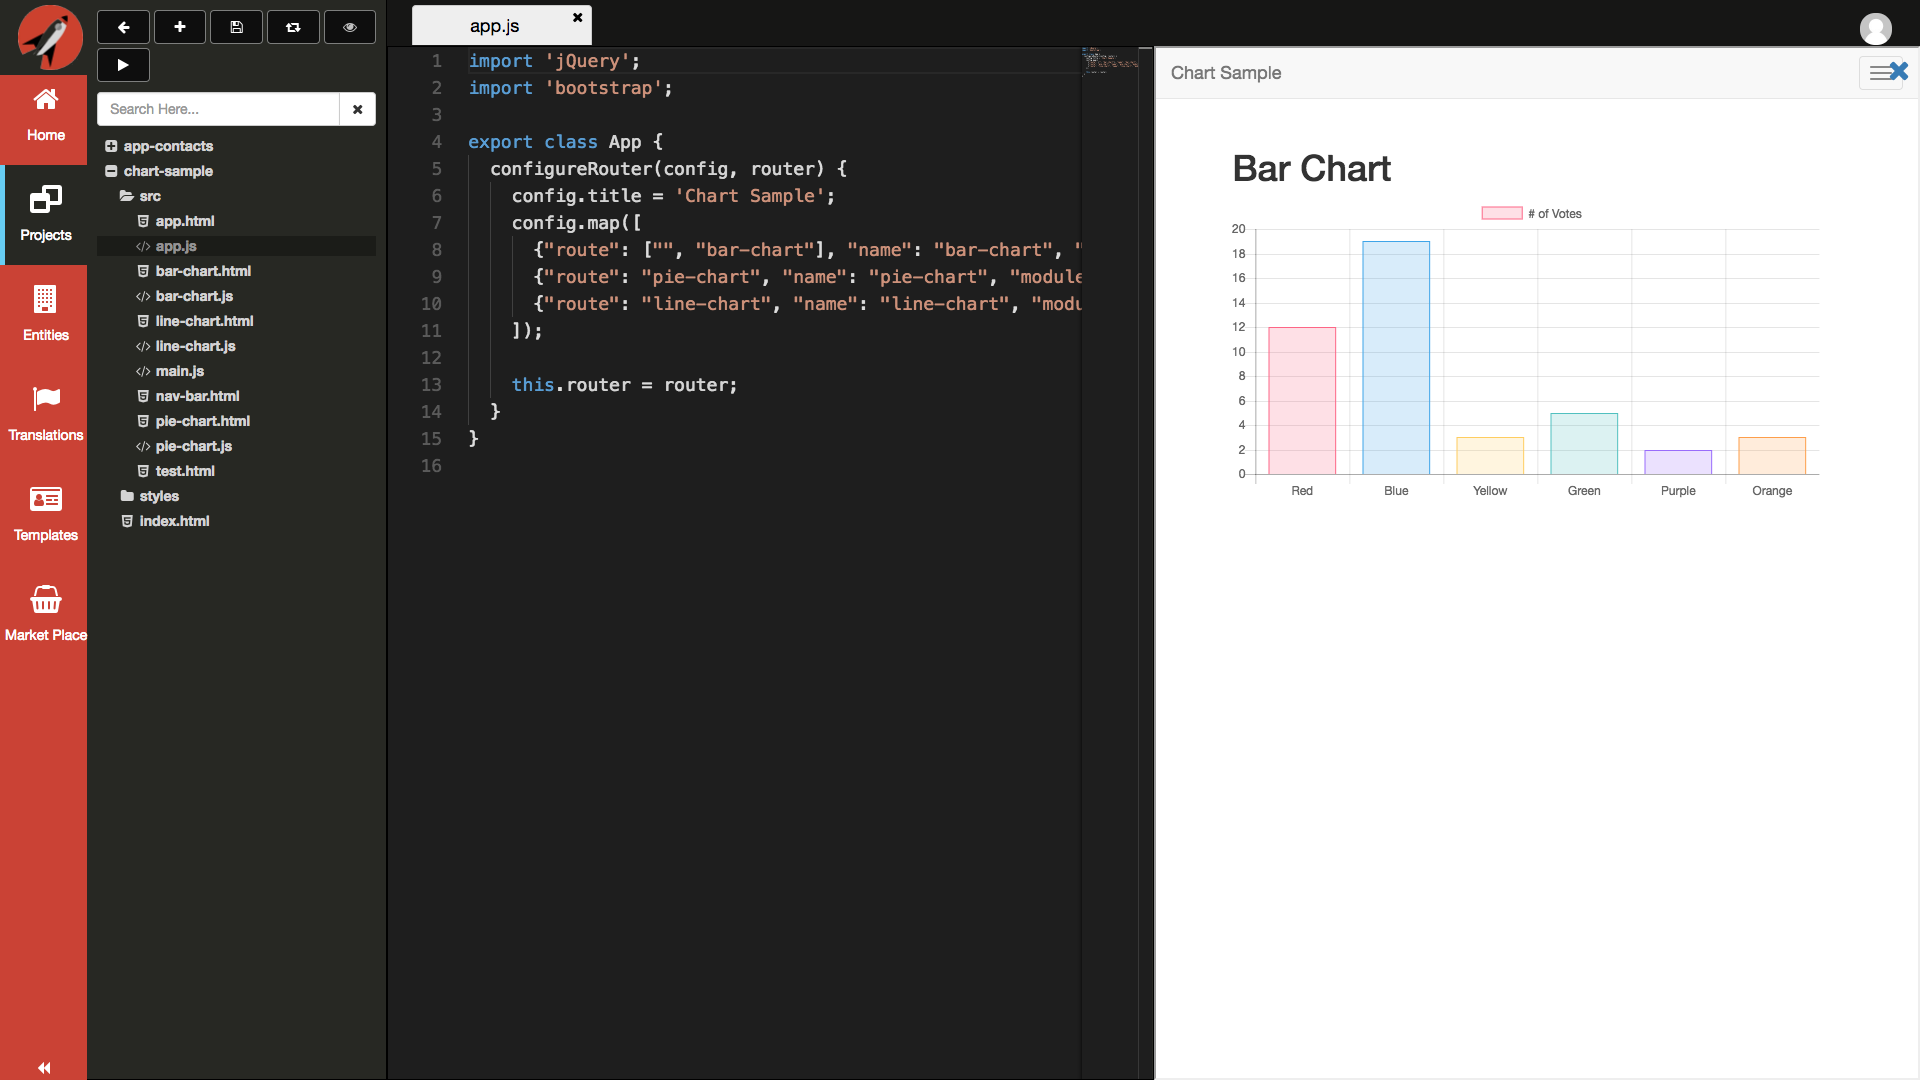 Home
Projects
Entities
Translations
Templates
Market Place
Search Here...
app-contacts
chart-sample
src
app.html
app.js
bar-chart.html
bar-chart.js
line-chart.html
line-chart.js
main.js
nav-bar.html
pie-chart.html
pie-chart.js
test.html
styles
index.html
app.js
1 import 'jQuery';
2 import 'bootstrap';
3
4 export class App {
5 configureRouter(config, router) {
6 config.title = 'Chart Sample';
7 config.map([
8 {"route": ["", "bar-chart"], "name": "bar-chart", "
9 {"route": "pie-chart", "name": "pie-chart", "module
10 {"route": "line-chart", "name": "line-chart", "modu
11 ]);
12
13 this.router = router;
14 }
15 }
16
Chart Sample
Bar Chart
# of Votes
20
18
16
14
12
10
8
6
4
2
0
Red Blue Yellow Green Purple Orange